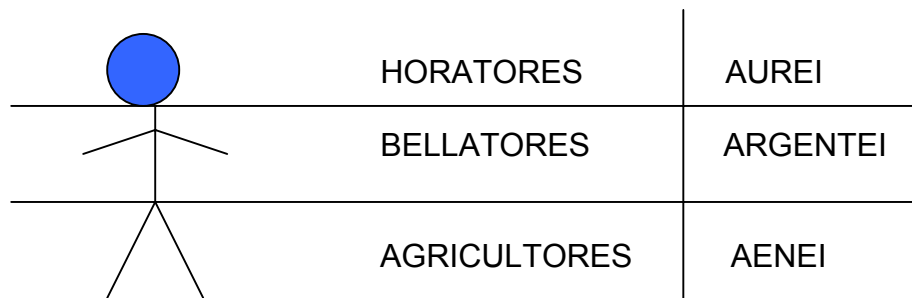 HORATORES AUREI
BELLATORES ARGENTEI
AGRICULTORES AENEI